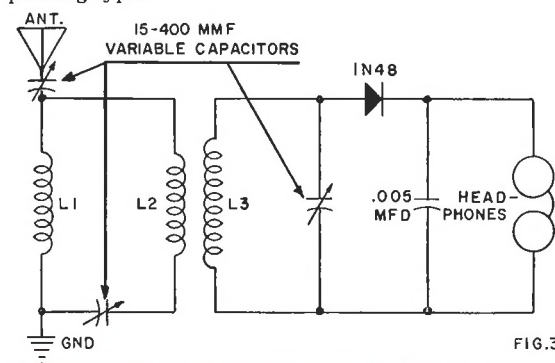 ANT.
15-400 MMF
VARIABLE CAPACITORS
1N48
L1
L2
L3
.005
MFD
HEAD-
PHONES
GND
FIG.3